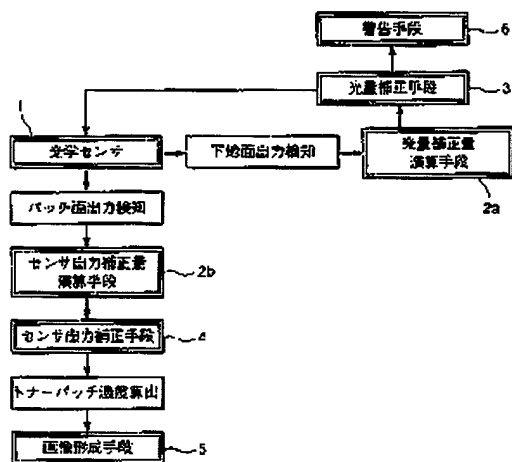 警告手段
6
光量補正手段
3
1
光学センサ
下地面出力検知
光量補正量
演算手段
2a
パッチ面出力検知
センサ出力補正量
演算手段
2b
センサ出力補正手段
4
トナーパッチ濃度算出
画像形成手段
5